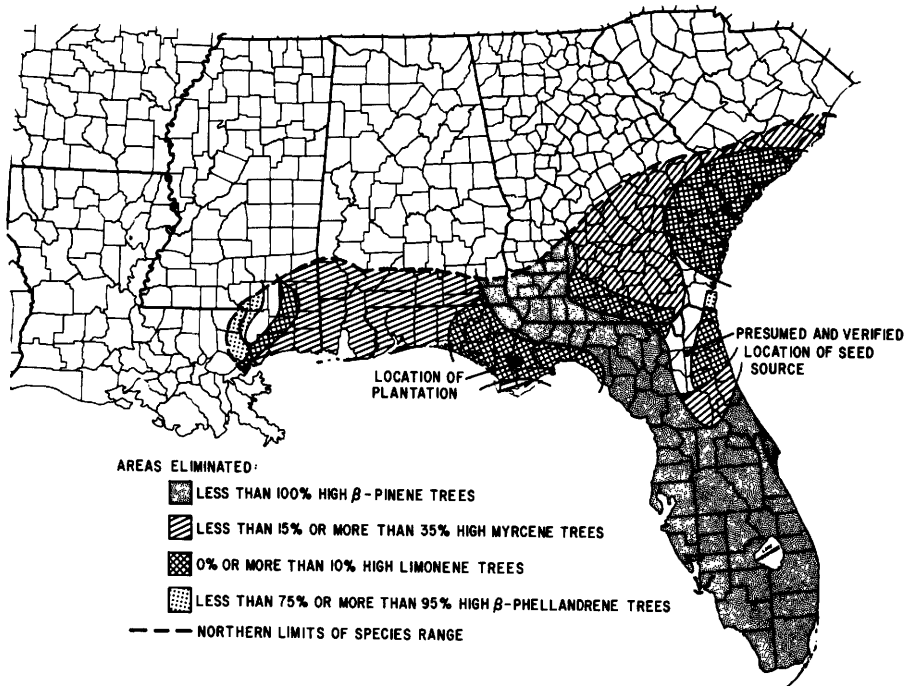 PRESUMED AND VERIFIED
LOCATION OF SEED
SOURCE
LOCATION OF
PLANTATION
AREAS ELIMINATED:
LESS THAN 100% HIGH β-PINENE TREES
LESS THAN 15% OR MORE THAN 35% HIGH MYRCENE TREES
0% OR MORE THAN 10% HIGH LIMONENE TREES
LESS THAN 75% OR MORE THAN 95% HIGH β-PHELLANDRENE TREES
NORTHERN LIMITS OF SPECIES RANGE